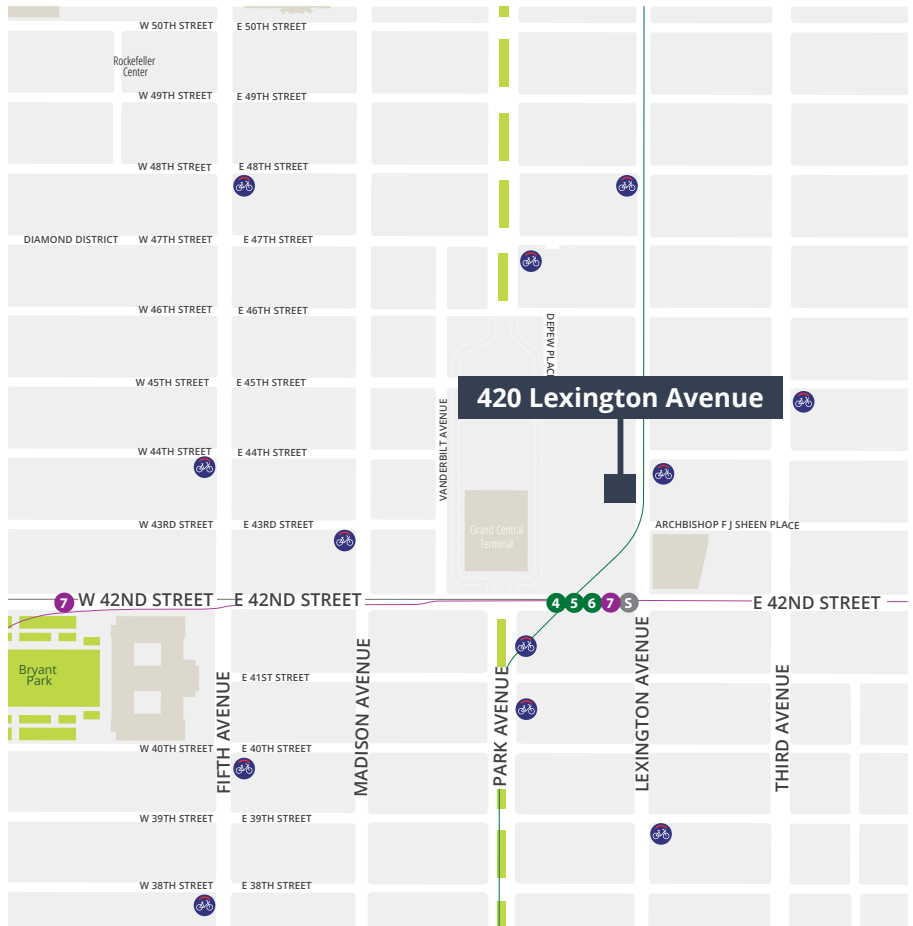 W 50TH STREET E 50TH STREET
Rockefeller
Center
W 49TH STREET E 49TH STREET
W 48TH STREET E 48TH STREET
DIAMOND DISTRICT W 47TH STREET E 47TH STREET
W 46TH STREET E 46TH STREET
DEPEW PLACE
W 45TH STREET E 45TH STREET
420 Lexington Avenue
VANDERBILT AVENUE
W 44TH STREET E 44TH STREET
W 43RD STREET E 43RD STREET
ARCHBISHOP F J SHEEN PLACE
Grand Central
Terminal
7 W 42ND STREET E 42ND STREET 4 5 6 7 S E 42ND STREET
Bryant
Park
E 41ST STREET
FIFTH AVENUE
MADISON AVENUE
PARK AVENUE
LEXINGTON AVENUE
THIRD AVENUE
W 40TH STREET E 40TH STREET
W 39TH STREET E 39TH STREET
W 38TH STREET E 38TH STREET